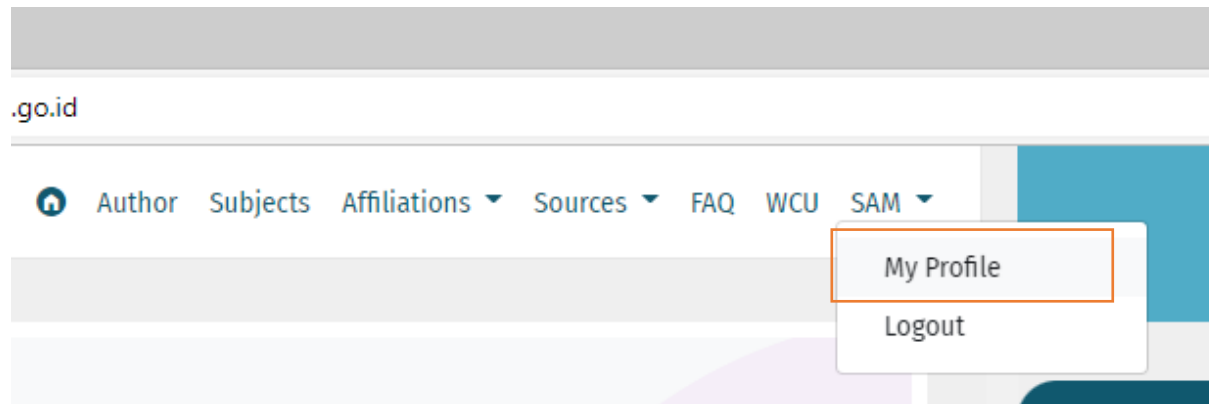 .go.id
Author Subjects Affiliations Sources FAQ WCU SAM
My Profile
Logout